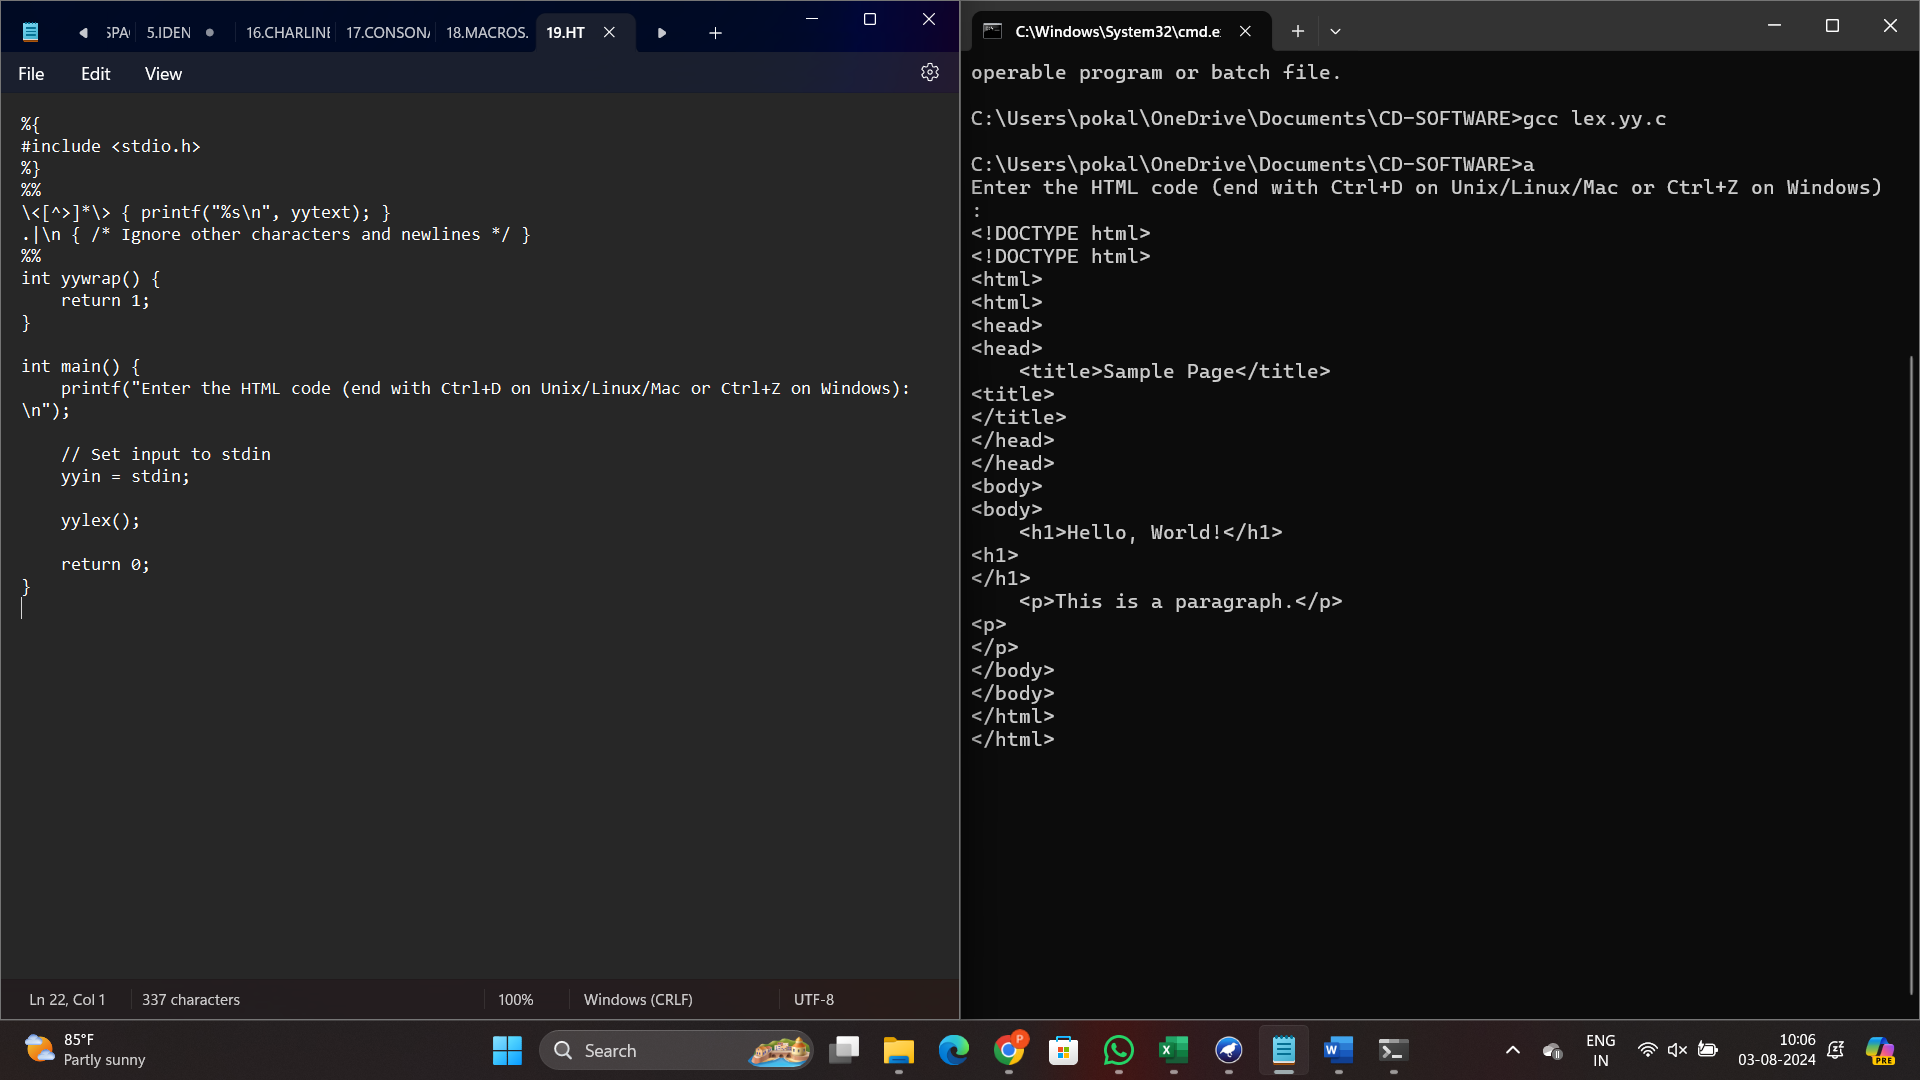 5.IDEN
16.CHARLINE
17.CONSONA
18.MACROS.
19.HT
File Edit View
%{
#include <stdio.h>
%}
%%
\<[^>]*\> { printf("%s\n", yytext); }
.|\n { /* Ignore other characters and newlines */ }
%%
int yywrap() {
    return 1;
}
int main() {
    printf("Enter the HTML code (end with Ctrl+D on Unix/Linux/Mac or Ctrl+Z on Windows):
\n");
    // Set input to stdin
    yyin = stdin;
    yylex();
    return 0;
}
Ln 22, Col 1 337 characters 100% Windows (CRLF) UTF-8
C:\Windows\System32\cmd.e
operable program or batch file.
C:\Users\pokal\OneDrive\Documents\CD-SOFTWARE>gcc lex.yy.c
C:\Users\pokal\OneDrive\Documents\CD-SOFTWARE>a
Enter the HTML code (end with Ctrl+D on Unix/Linux/Mac or Ctrl+Z on Windows)
:
<!DOCTYPE html>
<!DOCTYPE html>
<html>
<html>
<head>
<head>
    <title>Sample Page</title>
<title>
</title>
</head>
</head>
<body>
<body>
    <h1>Hello, World!</h1>
<h1>
</h1>
    <p>This is a paragraph.</p>
<p>
</p>
</body>
</body>
</html>
</html>
85°F
Partly sunny
Search
P
ENG
IN
10:06
03-08-2024
PRE